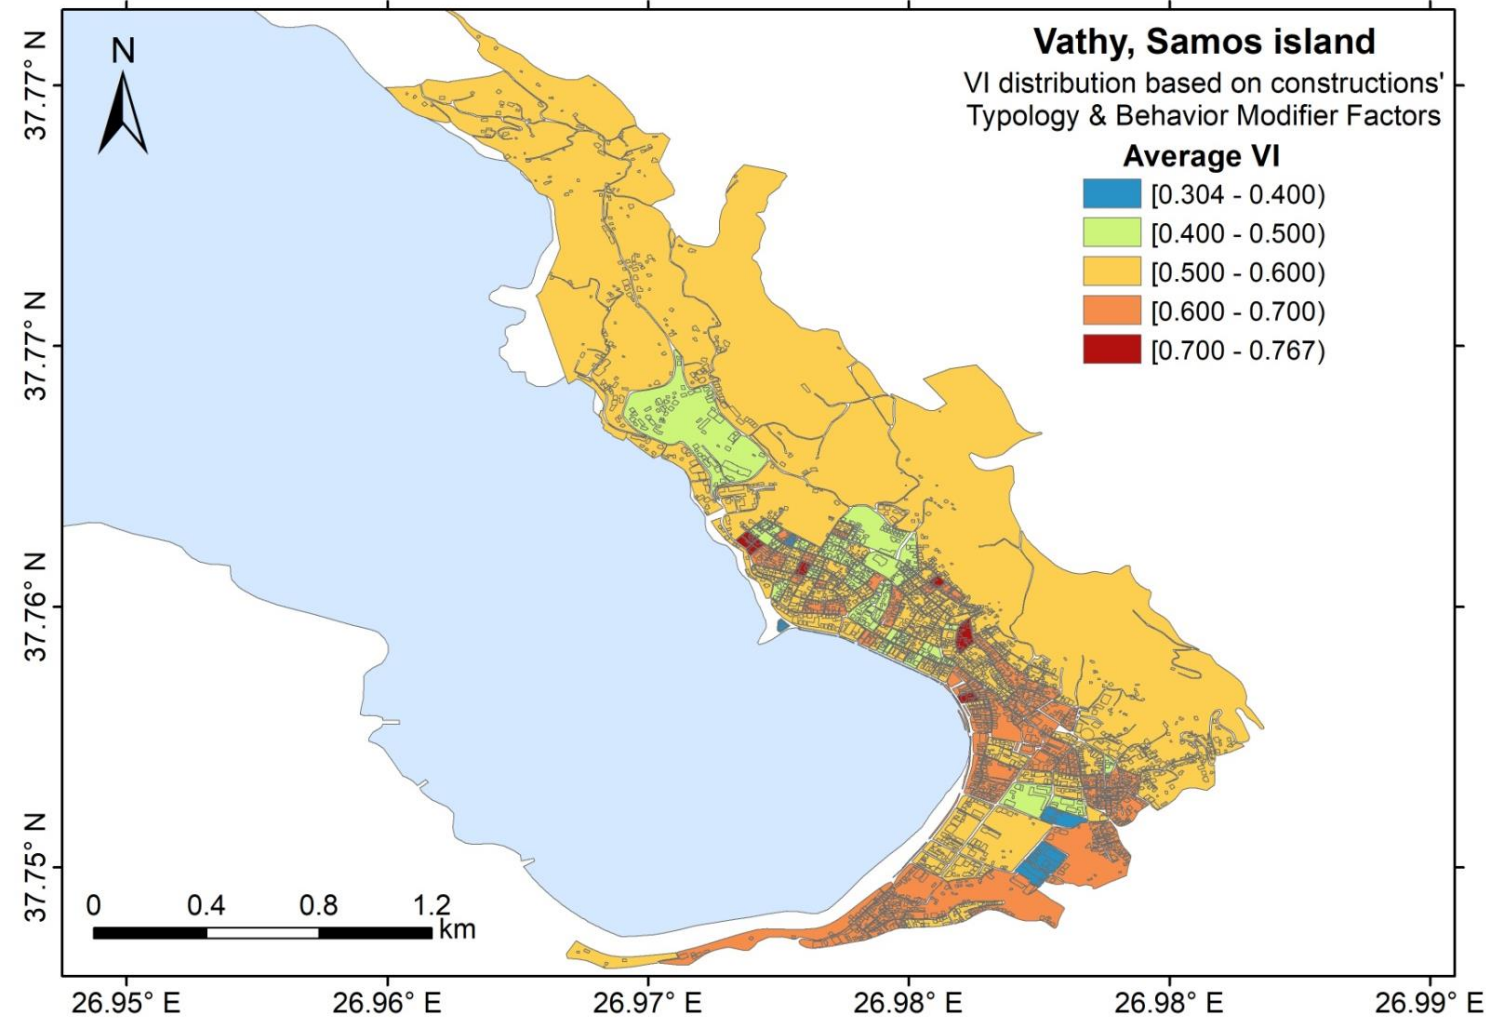 Vathy, Samos island
VI distribution based on constructions'
Typology & Behavior Modifier Factors
Average VI
[0.304 - 0.400)
[0.400 - 0.500)
[0.500 - 0.600)
[0.600 - 0.700)
[0.700 - 0.767)
N
37.77° N
37.77° N
37.76° N
37.75° N
0 0.4 0.8 1.2
km
26.95° E 26.96° E 26.97° E 26.98° E 26.98° E 26.99° E